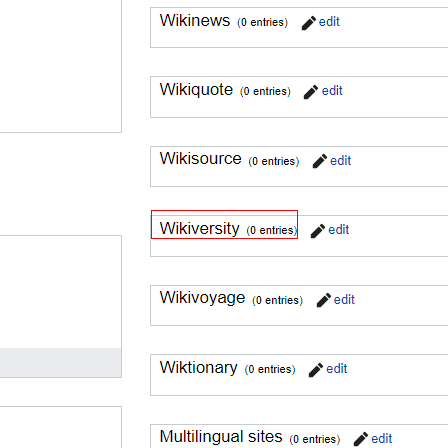 Wikinews (0 entries) edit
Wikiquote (0 entries) edit
Wikisource (0 entries) edit
Wikiversity (0 entries) edit
Wikivoyage (0 entries) edit
Wiktionary (0 entries) edit
Multilingual sites (0 entries) edit